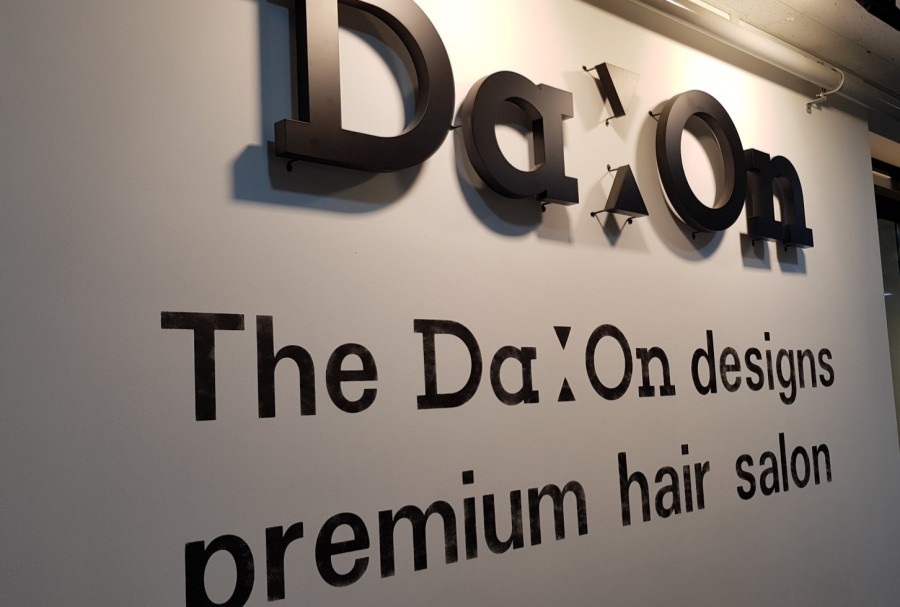 Da:On
The Da:On designs
premium hair salon